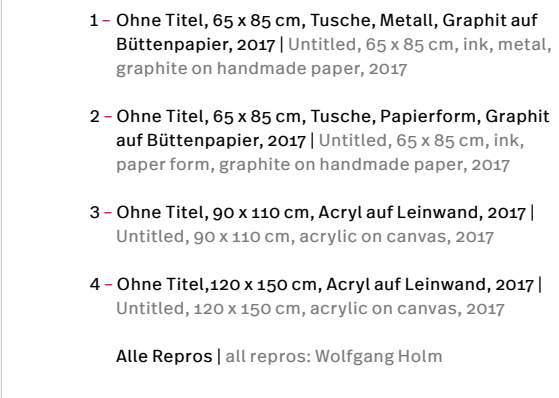 1 – Ohne Titel, 65 x 85 cm, Tusche, Metall, Graphit auf
Büttenpapier, 2017 | Untitled, 65 x 85 cm, ink, metal,
graphite on handmade paper, 2017
2 – Ohne Titel, 65 x 85 cm, Tusche, Papierform, Graphit
auf Büttenpapier, 2017 | Untitled, 65 x 85 cm, ink,
paper form, graphite on handmade paper, 2017
3 – Ohne Titel, 90 x 110 cm, Acryl auf Leinwand, 2017 |
Untitled, 90 x 110 cm, acrylic on canvas, 2017
4 – Ohne Titel,120 x 150 cm, Acryl auf Leinwand, 2017 |
Untitled, 120 x 150 cm, acrylic on canvas, 2017
Alle Repros | all repros: Wolfgang Holm